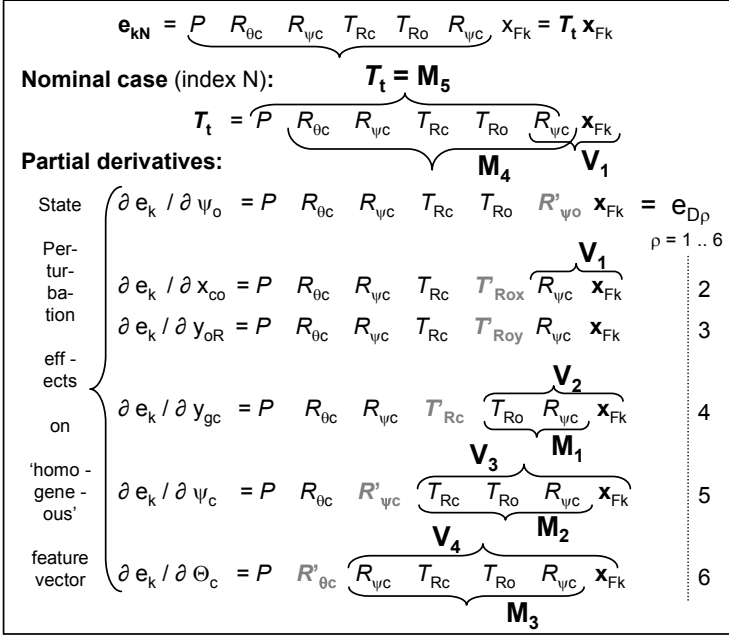 e_kN = P R_θc R_ψc T_Rc T_Ro R_ψc x_Fk = T_t x_Fk
Nominal case (index N): T_t = M_5
T_t = P R_θc R_ψc T_Rc T_Ro R_ψc x_Fk
M_4 V_1
Partial derivatives:
State ∂ e_k / ∂ ψ_o = P R_θc R_ψc T_Rc T_Ro R'_ψo x_Fk = e_Dρ
ρ = 1 .. 6
Per-
tur-
ba-
tion
V_1
∂ e_k / ∂ x_co = P R_θc R_ψc T_Rc T'_Rox R_ψc x_Fk 2
∂ e_k / ∂ y_oR = P R_θc R_ψc T_Rc T'_Roy R_ψc x_Fk 3
eff -
ects
V_2
∂ e_k / ∂ y_gc = P R_θc R_ψc T'_Rc T_Ro R_ψc x_Fk 4
on
M_1
V_3
‘homo -
gene -
ous’
∂ e_k / ∂ ψ_c = P R_θc R'_ψc T_Rc T_Ro R_ψc x_Fk 5
M_2
V_4
feature
vector
∂ e_k / ∂ Θ_c = P R'_θc R_ψc T_Rc T_Ro R_ψc x_Fk 6
M_3